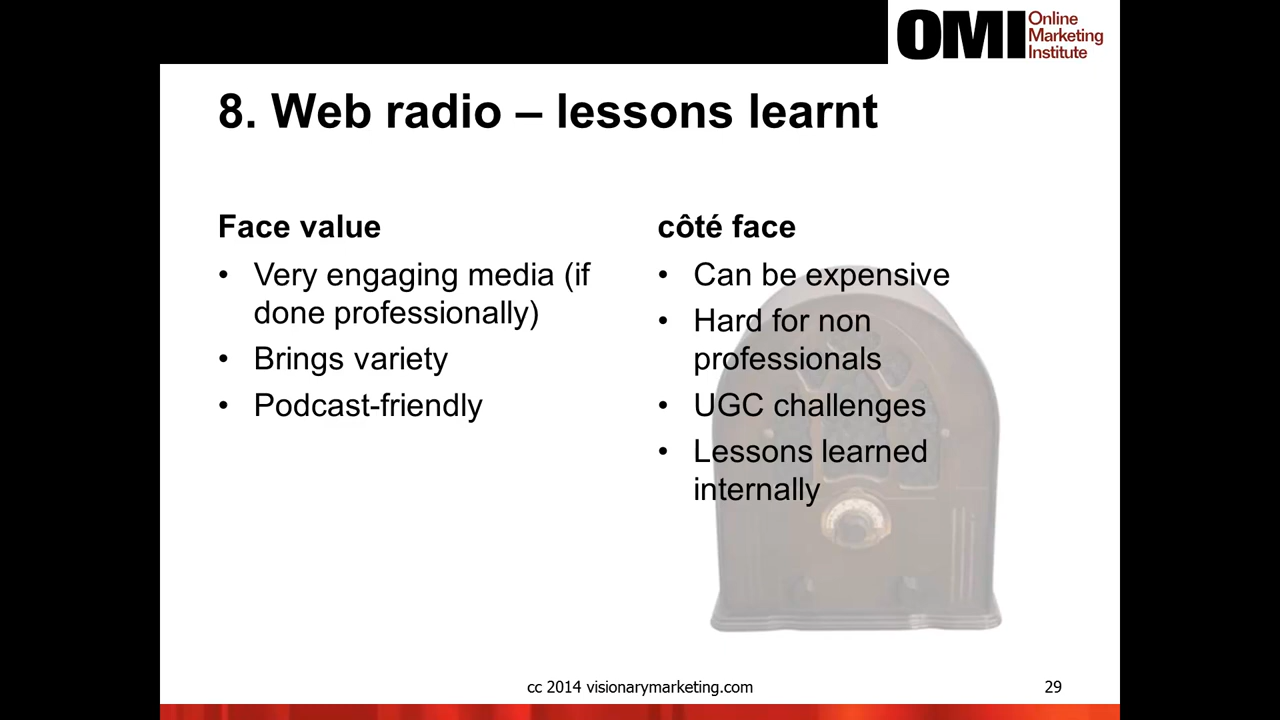 OMI Online
Marketing
Institute
8. Web radio – lessons learnt
Face value
• Very engaging media (if
done professionally)
• Brings variety
• Podcast-friendly
côté face
• Can be expensive
• Hard for non
professionals
• UGC challenges
• Lessons learned
internally
cc 2014 visionarymarketing.com
29